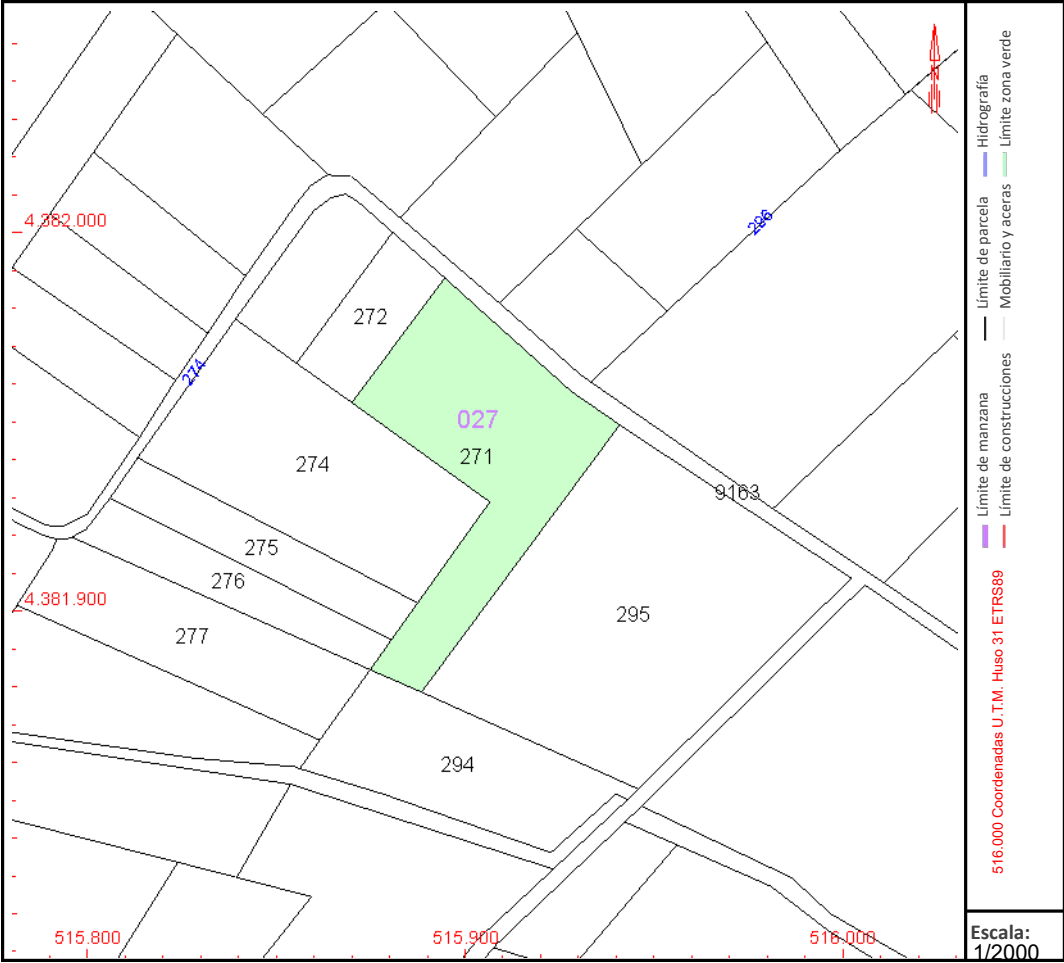 N
4.382.000
296
272
274
027
271
274
9163
275
276
4.381.900
295
277
294
515.800
515.900
516.000
Hidrografía
Límite zona verde
Límite de parcela
Mobiliario y aceras
Límite de manzana
Límite de construcciones
516.000 Coordenadas U.T.M. Huso 31 ETRS89
Escala:
1/2000